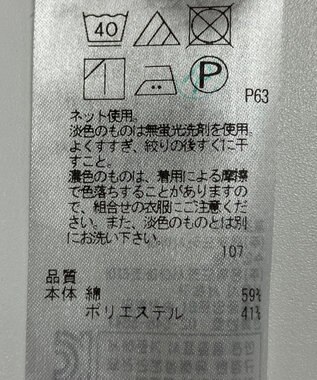 40
P
P63
ネット使用。
淡色のものは無蛍光洗剤を使用。
よくすすぎ、絞りの後すぐに干
すこと。
濃色のものは、着用による摩擦
で色落ちすることがありますの
で、組合せの衣服にご注意くだ
さい。また、淡色のものとは別
にお洗い下さい。
107
品質
本体 綿 59%
ポリエステル 41%